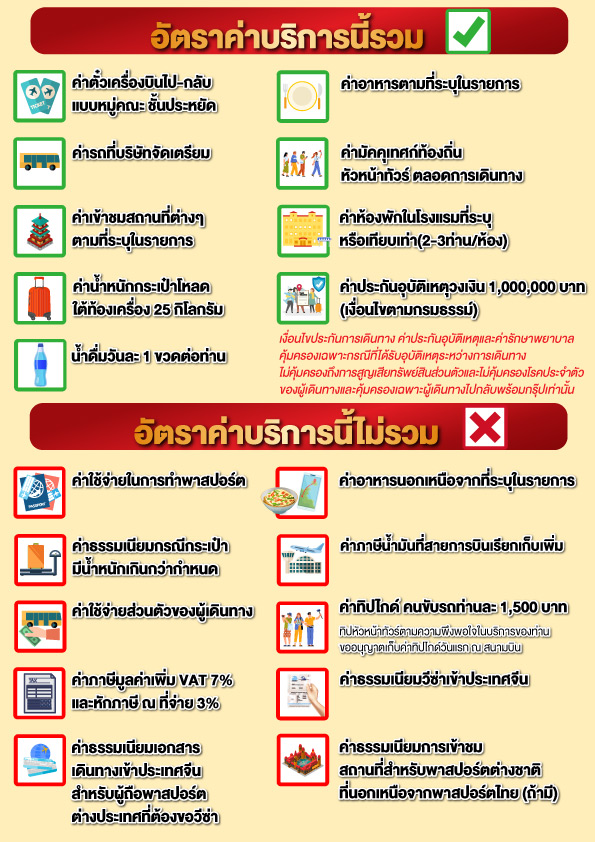 อัตราค่าบริการนี้รวม
ค่าตั๋วเครื่องบินไป-กลับ
แบบหมู่คณะ ชั้นประหยัด
ค่ารถที่บริษัทจัดเตรียม
ค่าเข้าชมสถานที่ต่างๆ
ตามที่ระบุในรายการ
ค่าน้ำหนักกระเป๋าโหลด
ใต้ท้องเครื่อง 25 กิโลกรัม
น้ำดื่มวันละ 1 ขวดต่อท่าน
ค่าอาหารตามที่ระบุในรายการ
ค่ามัคคุเทศก์ท้องถิ่น
หัวหน้าทัวร์ ตลอดการเดินทาง
ค่าห้องพักในโรงแรมที่ระบุ
หรือเทียบเท่า(2-3ท่าน/ห้อง)
ค่าประกันอุบัติเหตุวงเงิน 1,000,000 บาท
(เงื่อนไขตามกรมธรรม์)
เงื่อนไขประกันการเดินทาง ค่าประกันอุบัติเหตุและค่ารักษาพยาบาล
คุ้มครองเฉพาะกรณีที่ได้รับอุบัติเหตุระหว่างการเดินทาง
ไม่คุ้มครองถึงการสูญเสียทรัพย์สินส่วนตัวและไม่คุ้มครองโรคประจำตัว
ของผู้เดินทางและคุ้มครองเฉพาะผู้เดินทางไปกลับพร้อมกรุ๊ปเท่านั้น
อัตราค่าบริการนี้ไม่รวม
ค่าใช้จ่ายในการทำพาสปอร์ต
PASSPORT
ค่าธรรมเนียมกรณีกระเป๋า
มีน้ำหนักเกินกว่ากำหนด
ค่าใช้จ่ายส่วนตัวของผู้เดินทาง
TAX
ค่าภาษีมูลค่าเพิ่ม VAT 7%
และหักภาษี ณ ที่จ่าย 3%
ค่าธรรมเนียมเอกสาร
เดินทางเข้าประเทศจีน
สำหรับผู้ถือพาสปอร์ต
ต่างประเทศที่ต้องขอวีซ่า
ค่าอาหารนอกเหนือจากที่ระบุในรายการ
ค่าภาษีน้ำมันที่สายการบินเรียกเก็บเพิ่ม
ค่าทิปไกด์ คนขับรถท่านละ 1,500 บาท
ทิปหัวหน้าทัวร์ตามความพึงพอใจในบริการของท่าน
ขออนุญาตเก็บค่าทิปไกด์วันแรก ณ สนามบิน
ค่าธรรมเนียมวีซ่าเข้าประเทศจีน
ค่าธรรมเนียมการเข้าชม
สถานที่สำหรับพาสปอร์ตต่างชาติ
ที่นอกเหนือจากพาสปอร์ตไทย (ถ้ามี)